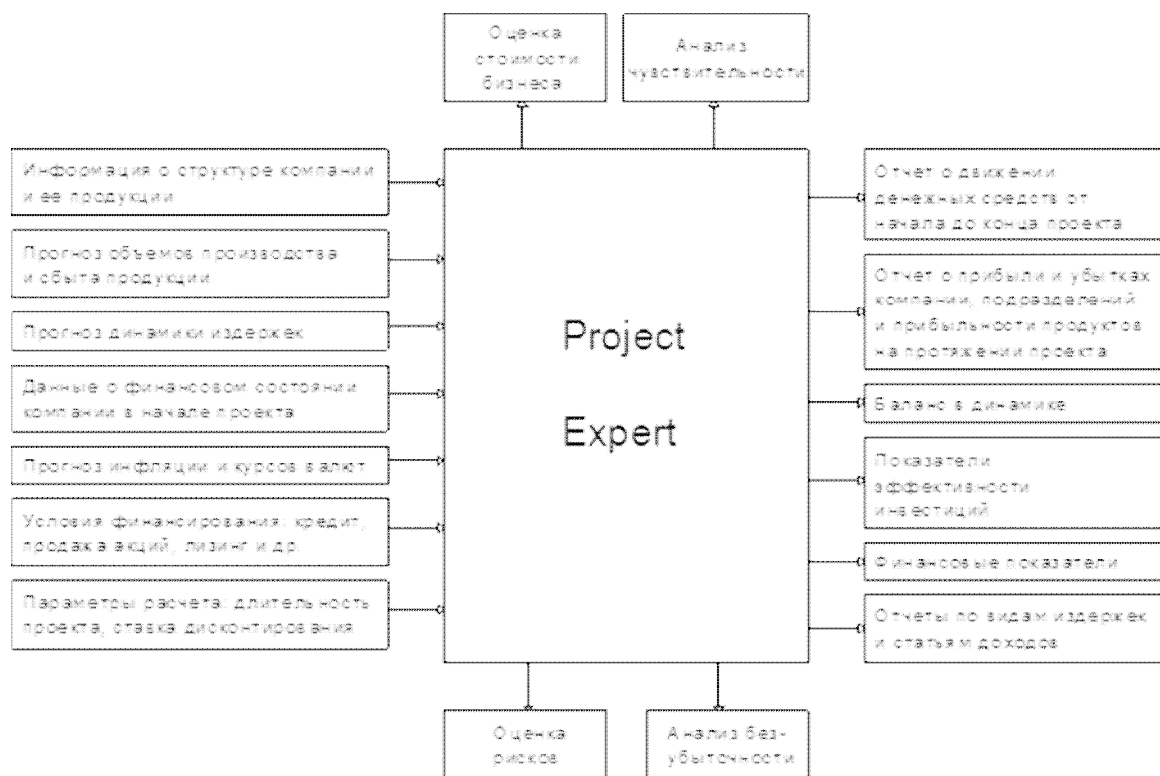 Оценка
стоимости
бизнеса
Анализ
чувствительности
Информация о структуре компании
и ее продукции
Прогноз объемов производства
и сбыта продукции
Прогноз динамики издержек
Данные о финансовом состоянии
компании в начале проекта
Прогноз инфляции и курсов валют
Условия финансирования: кредит,
продажа акций, лизинг и др.
Параметры расчета: длительность
проекта, ставка дисконтирования
Project
Expert
Отчет о движении
денежных средств от
начала до конца проекта
Отчет о прибыли и убытках
компании, подразделений
и прибыльности продуктов
на протяжении проекта
Баланс в динамике
Показатели
эффективности
инвестиций
Финансовые показатели
Отчеты по видам издержек
и статьям доходов
Оценка
рисков
Анализ без-
убыточности